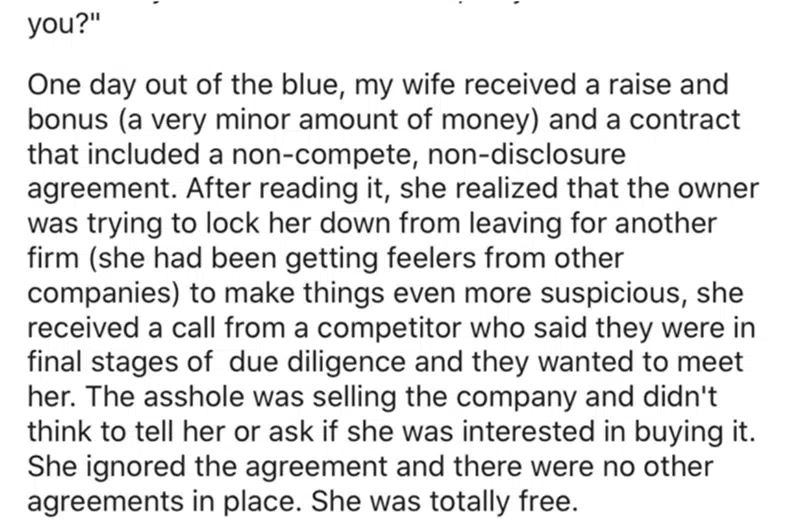 you?"
One day out of the blue, my wife received a raise and
bonus (a very minor amount of money) and a contract
that included a non-compete, non-disclosure
agreement. After reading it, she realized that the owner
was trying to lock her down from leaving for another
firm (she had been getting feelers from other
companies) to make things even more suspicious, she
received a call from a competitor who said they were in
final stages of  due diligence and they wanted to meet
her. The asshole was selling the company and didn't
think to tell her or ask if she was interested in buying it.
She ignored the agreement and there were no other
agreements in place. She was totally free.